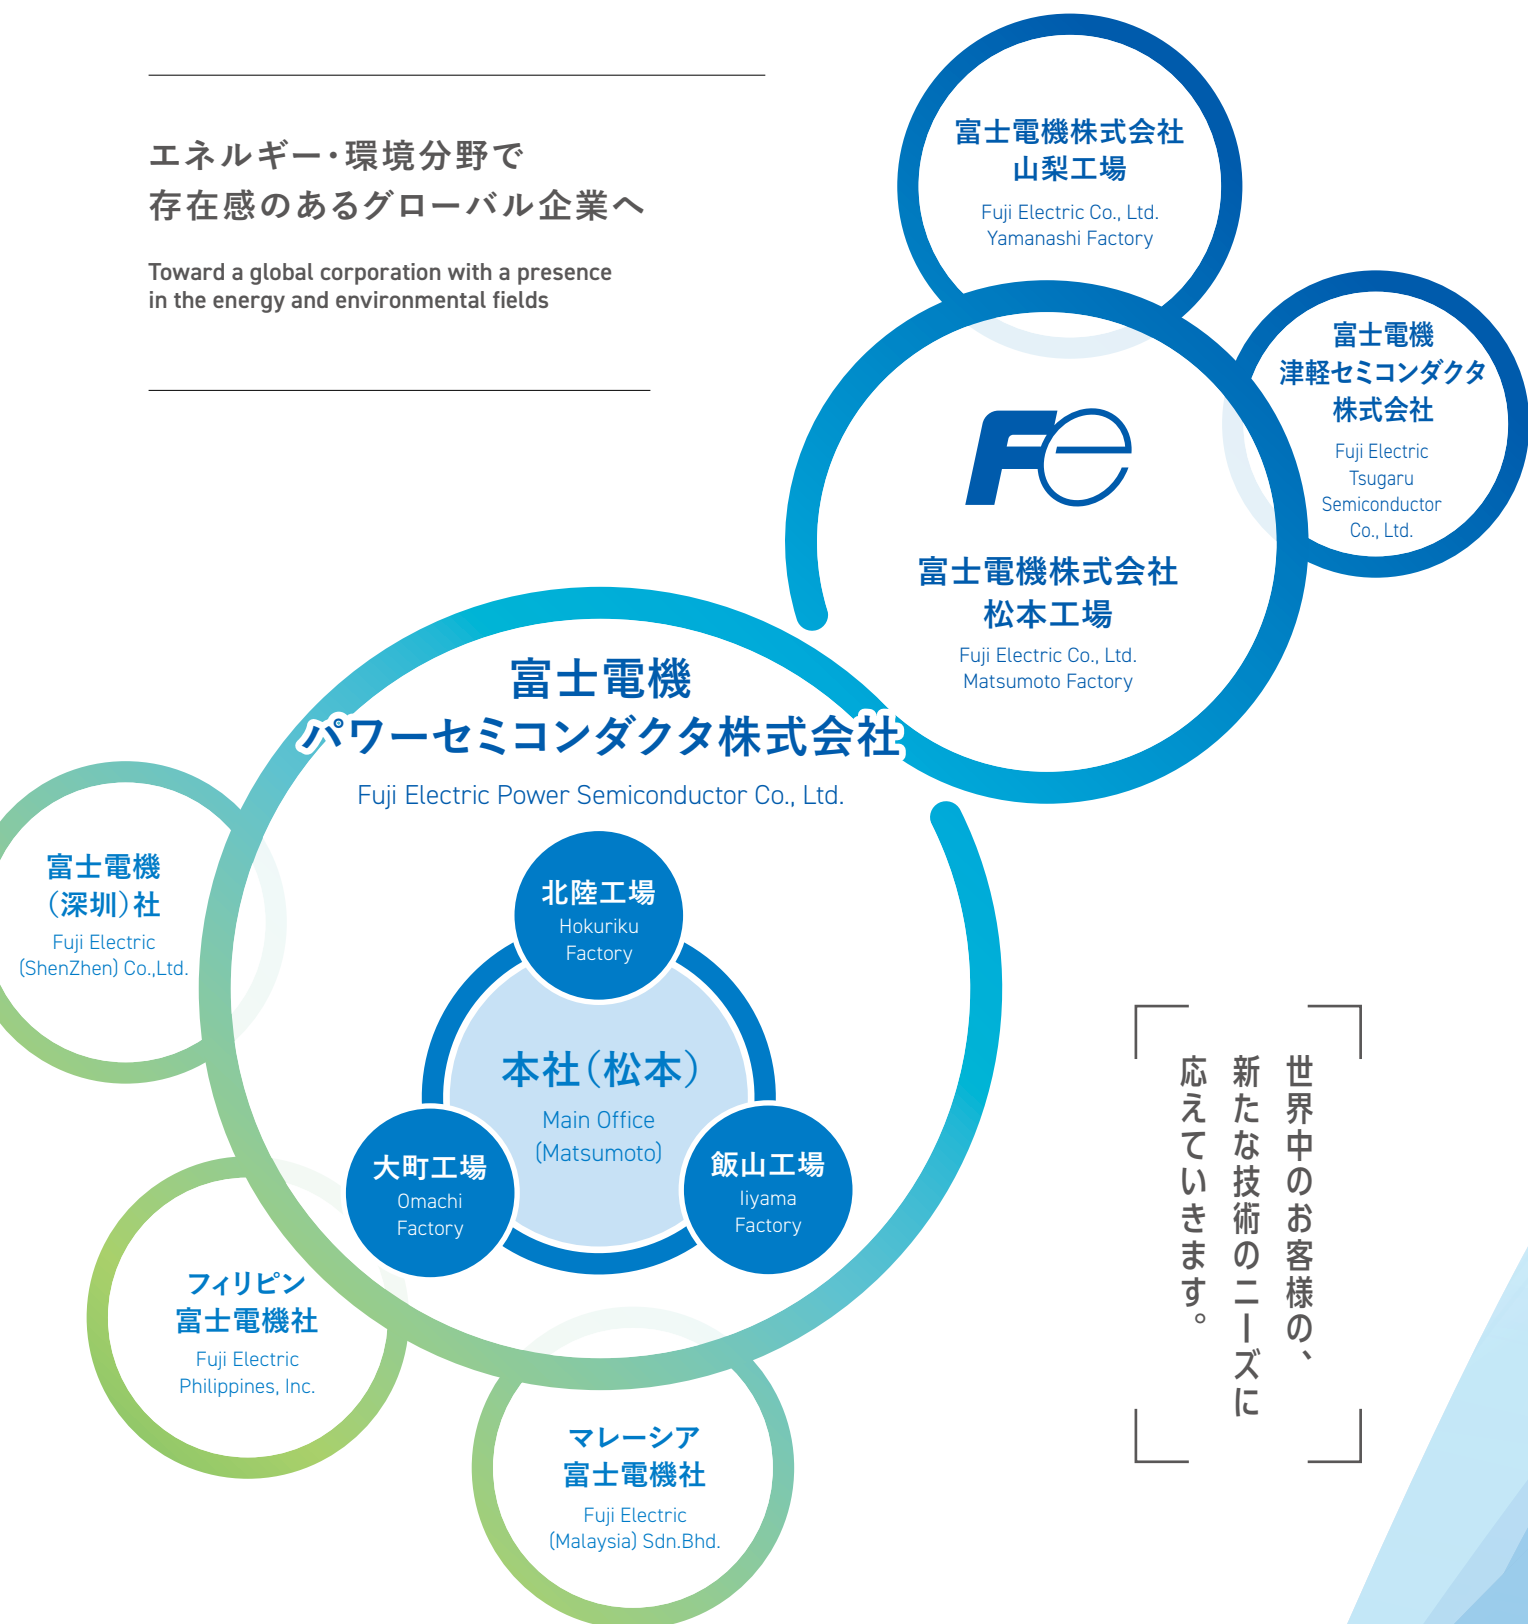 エネルギー・環境分野で
存在感のあるグローバル企業へ
Toward a global corporation with a presence
in the energy and environmental fields
富士電機株式会社
山梨工場
Fuji Electric Co., Ltd.
Yamanashi Factory
富士電機
津軽セミコンダクタ
株式会社
Fuji Electric
Tsugaru
Semiconductor
Co., Ltd.
Fe
富士電機株式会社
松本工場
Fuji Electric Co., Ltd.
Matsumoto Factory
富士電機
パワーセミコンダクタ株式会社
Fuji Electric Power Semiconductor Co., Ltd.
北陸工場
Hokuriku
Factory
本社（松本）
Main Office
(Matsumoto)
大町工場
Omachi
Factory
飯山工場
Iiyama
Factory
富士電機
（深圳）社
Fuji Electric
(ShenZhen) Co.,Ltd.
フィリピン
富士電機社
Fuji Electric
Philippines, Inc.
マレーシア
富士電機社
Fuji Electric
(Malaysia) Sdn.Bhd.
世界中のお客様の、
新たな技術のニーズに
応えていきます。